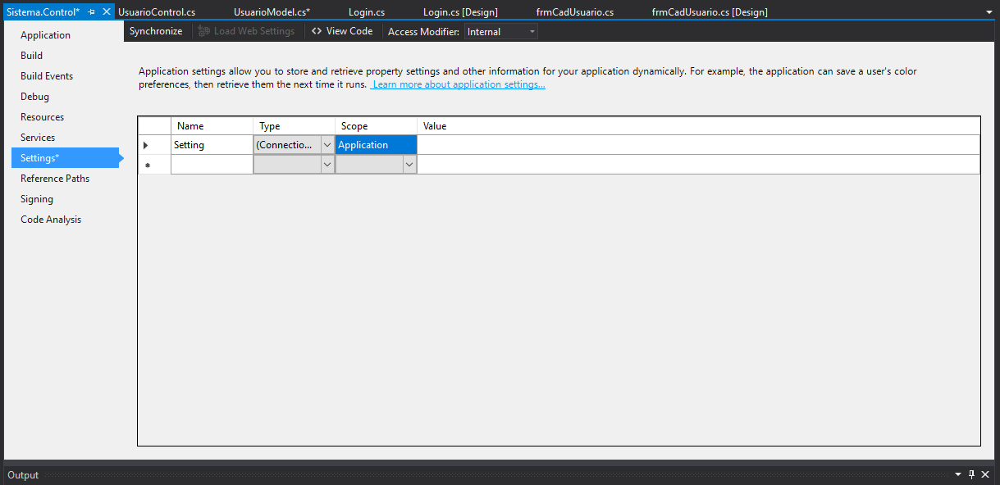 Sistema.Control* UsuarioControl.cs UsuarioModel.cs* Login.cs Login.cs [Design] frmCadUsuario.cs frmCadUsuario.cs [Design]
Synchronize Load Web Settings View Code Access Modifier: Internal
Application
Build
Build Events
Debug
Resources
Services
Settings*
Reference Paths
Signing
Code Analysis
Application settings allow you to store and retrieve property settings and other information for your application dynamically. For example, the application can save a user's color
preferences, then retrieve them the next time it runs. Learn more about application settings...
Name Type Scope Value
Setting (Connectio... Application
Output